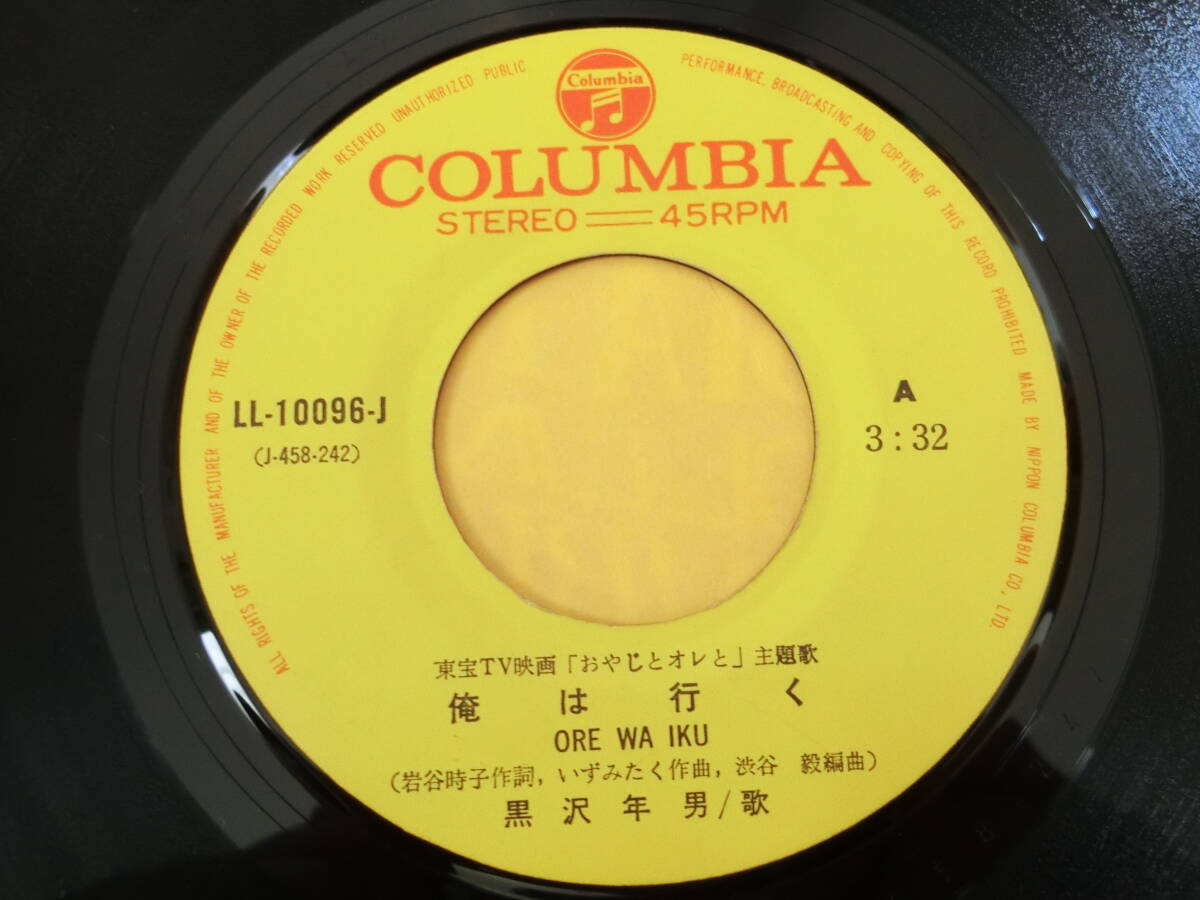 Columbia
COLUMBIA
STEREO 45RPM
LL-10096-J
(J-458-242)
A
3:32
東宝TV映画「おやじとオレと」主題歌
俺は行く
ORE WA IKU
(岩谷時子作詞,いずみたく作曲,渋谷 毅編曲)
黒沢年男/歌
ALL RIGHTS OF THE MANUFACTURER AND OF THE OWNER OF THE RECORDED WORK RESERVED UNAUTHORIZED PUBLIC PERFORMANCE, BROADCASTING AND COPYING OF THIS RECORD PROHIBITED MADE BY NIPPON COLUMBIA CO., LTD.